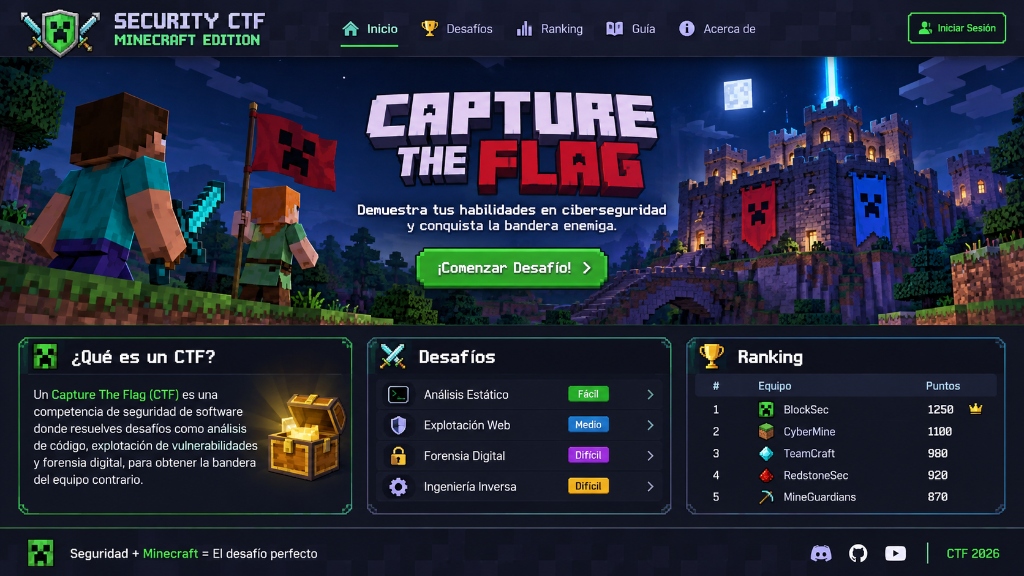 SECURITY CTF
MINECRAFT EDITION
Inicio
Desafíos
Ranking
Guía
Acerca de
Iniciar Sesión
CAPTURE
THE FLAG
Demuestra tus habilidades en ciberseguridad
y conquista la bandera enemiga.
¡Comenzar Desafío!
¿Qué es un CTF?
Un Capture The Flag (CTF) es una
competencia de seguridad de software
donde resuelves desafíos como análisis
de código, explotación de vulnerabilidades
y forensia digital, para obtener la bandera
del equipo contrario.
Desafíos
Análisis Estático Fácil
Explotación Web Medio
Forensia Digital Difícil
Ingeniería Inversa Difícil
Ranking
# Equipo Puntos
1 BlockSec 1250
2 CyberMine 1100
3 TeamCraft 980
4 RedstoneSec 920
5 MineGuardians 870
Seguridad + Minecraft = El desafío perfecto
CTF 2026